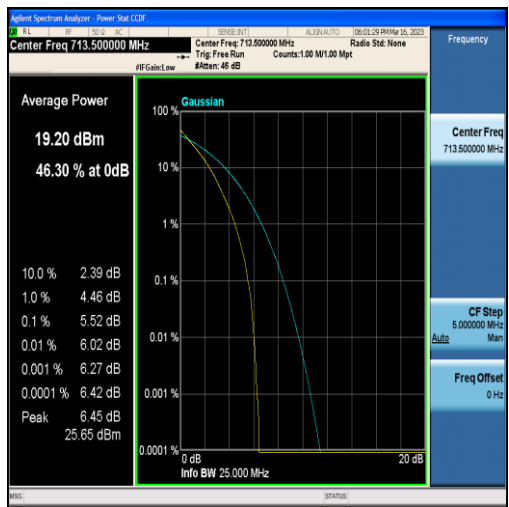 Agilent Spectrum Analyzer - Power Stat CCDF
RL RF 50 Ω AC SENSE:INT ALIGN AUTO 06:01:29 PM Mar 16, 2023
Center Freq 713.500000 MHz
Center Freq: 713.500000 MHz Radio Std: None
Trig: Free Run Counts:1.00 M/1.00 Mpt
#IFGain:Low #Atten: 46 dB
Frequency
Average Power
19.20 dBm
46.30 % at 0dB
10.0 % 2.39 dB
1.0 % 4.46 dB
0.1 % 5.52 dB
0.01 % 6.02 dB
0.001 % 6.27 dB
0.0001 % 6.42 dB
Peak 6.45 dB
25.65 dBm
Gaussian
100 %
10 %
1 %
0.1 %
0.01 %
0.001 %
0.0001 %
0 dB 20 dB
Info BW 25.000 MHz
Center Freq
713.500000 MHz
CF Step
5.000000 MHz
Auto Man
Freq Offset
0 Hz
MSG STATUS